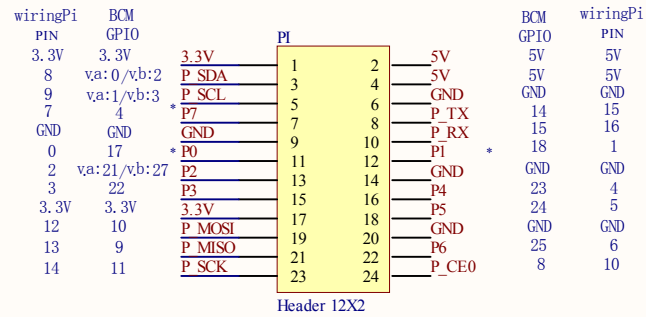 wiringPi BCM BCM wiringPi
PIN GPIO PI GPIO PIN
3.3V 3.3V 3.3V 1 2 5V 5V 5V
8 v.a:0/v.b:2 P_SDA 3 4 5V 5V 5V
9 v.a:1/v.b:3 P_SCL 5 6 GND GND GND
7 4 * P7 7 8 P_TX 14 15
GND GND GND 9 10 P_RX 15 16
0 17 * P0 11 12 P1 * 18 1
2 v.a:21/v.b:27 P2 13 14 GND GND GND
3 22 P3 15 16 P4 23 4
3.3V 3.3V 3.3V 17 18 P5 24 5
12 10 P_MOSI 19 20 GND GND GND
13 9 P_MISO 21 22 P6 25 6
14 11 P_SCK 23 24 P_CE0 8 10
Header 12X2